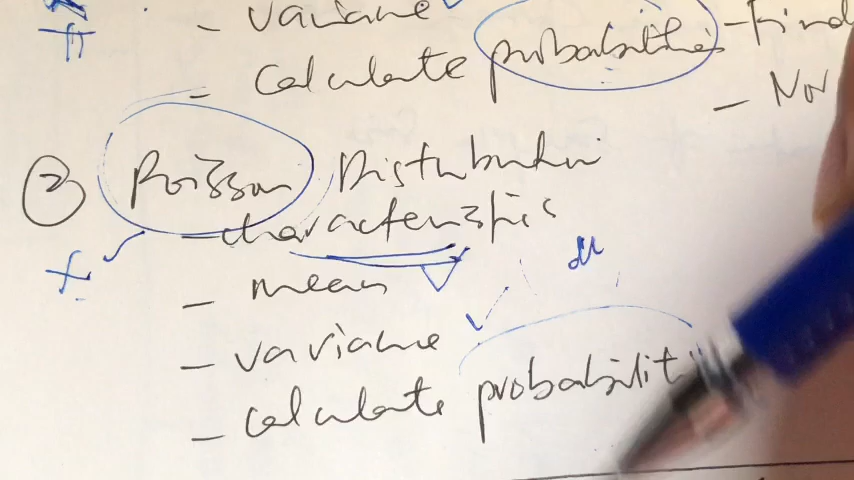 - variance
- calculate probabilities - Find
- Nor
② Poisson Distribution
- characteristics
- mean
- variance
- calculate probabilit